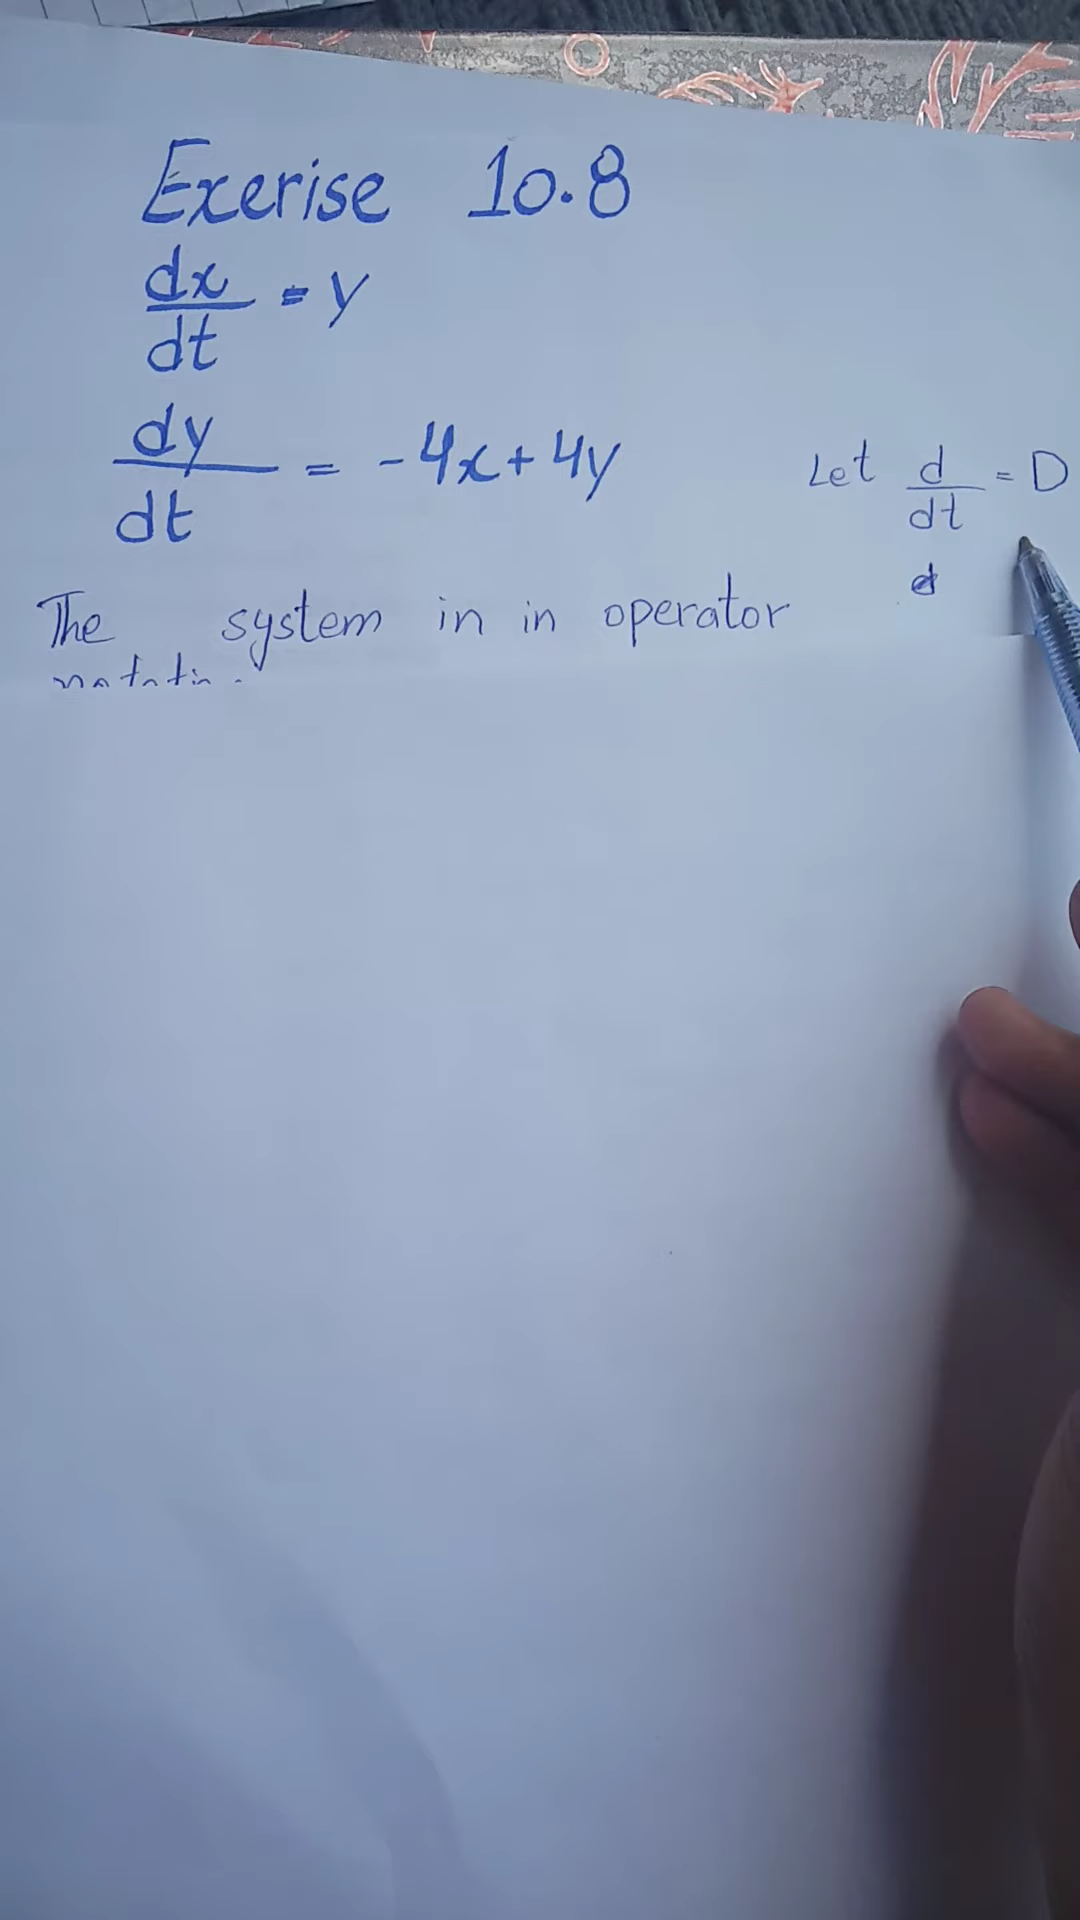 Exerise 10.8
dx/dt = y
dy/dt = -4x+4y
Let d/dt = D
d
The system in in operator